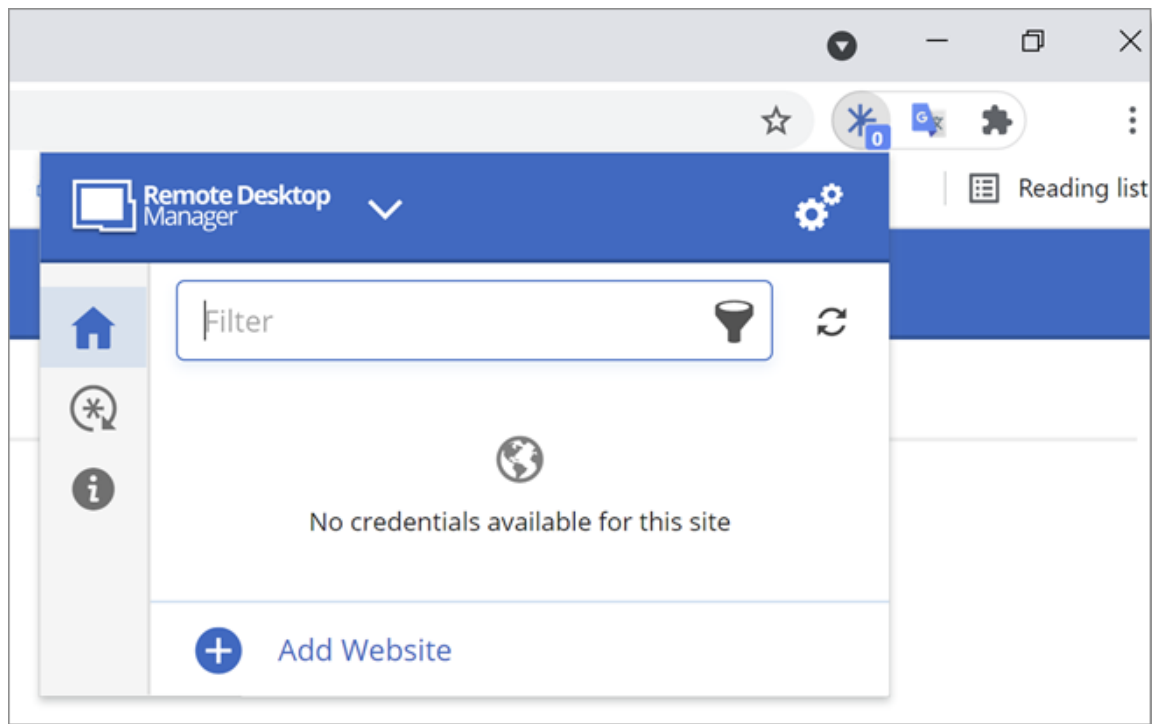 0
Reading list
Remote Desktop
Manager
Filter
No credentials available for this site
Add Website